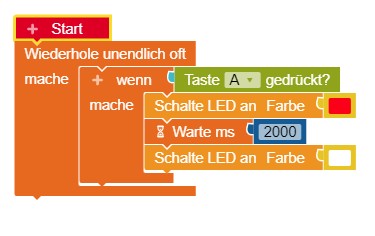 + Start
Wiederhole unendlich oft
mache + wenn Taste A gedrückt?
mache Schalte LED an Farbe
Warte ms 2000
Schalte LED an Farbe